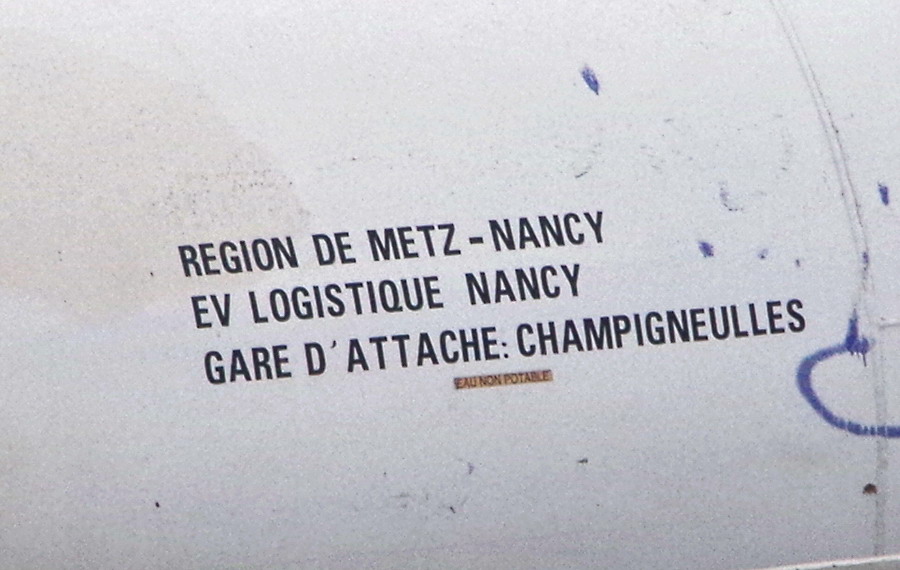 REGION DE METZ - NANCY
EV LOGISTIQUE NANCY
GARE D'ATTACHE: CHAMPIGNEULLES
EAU NON POTABLE